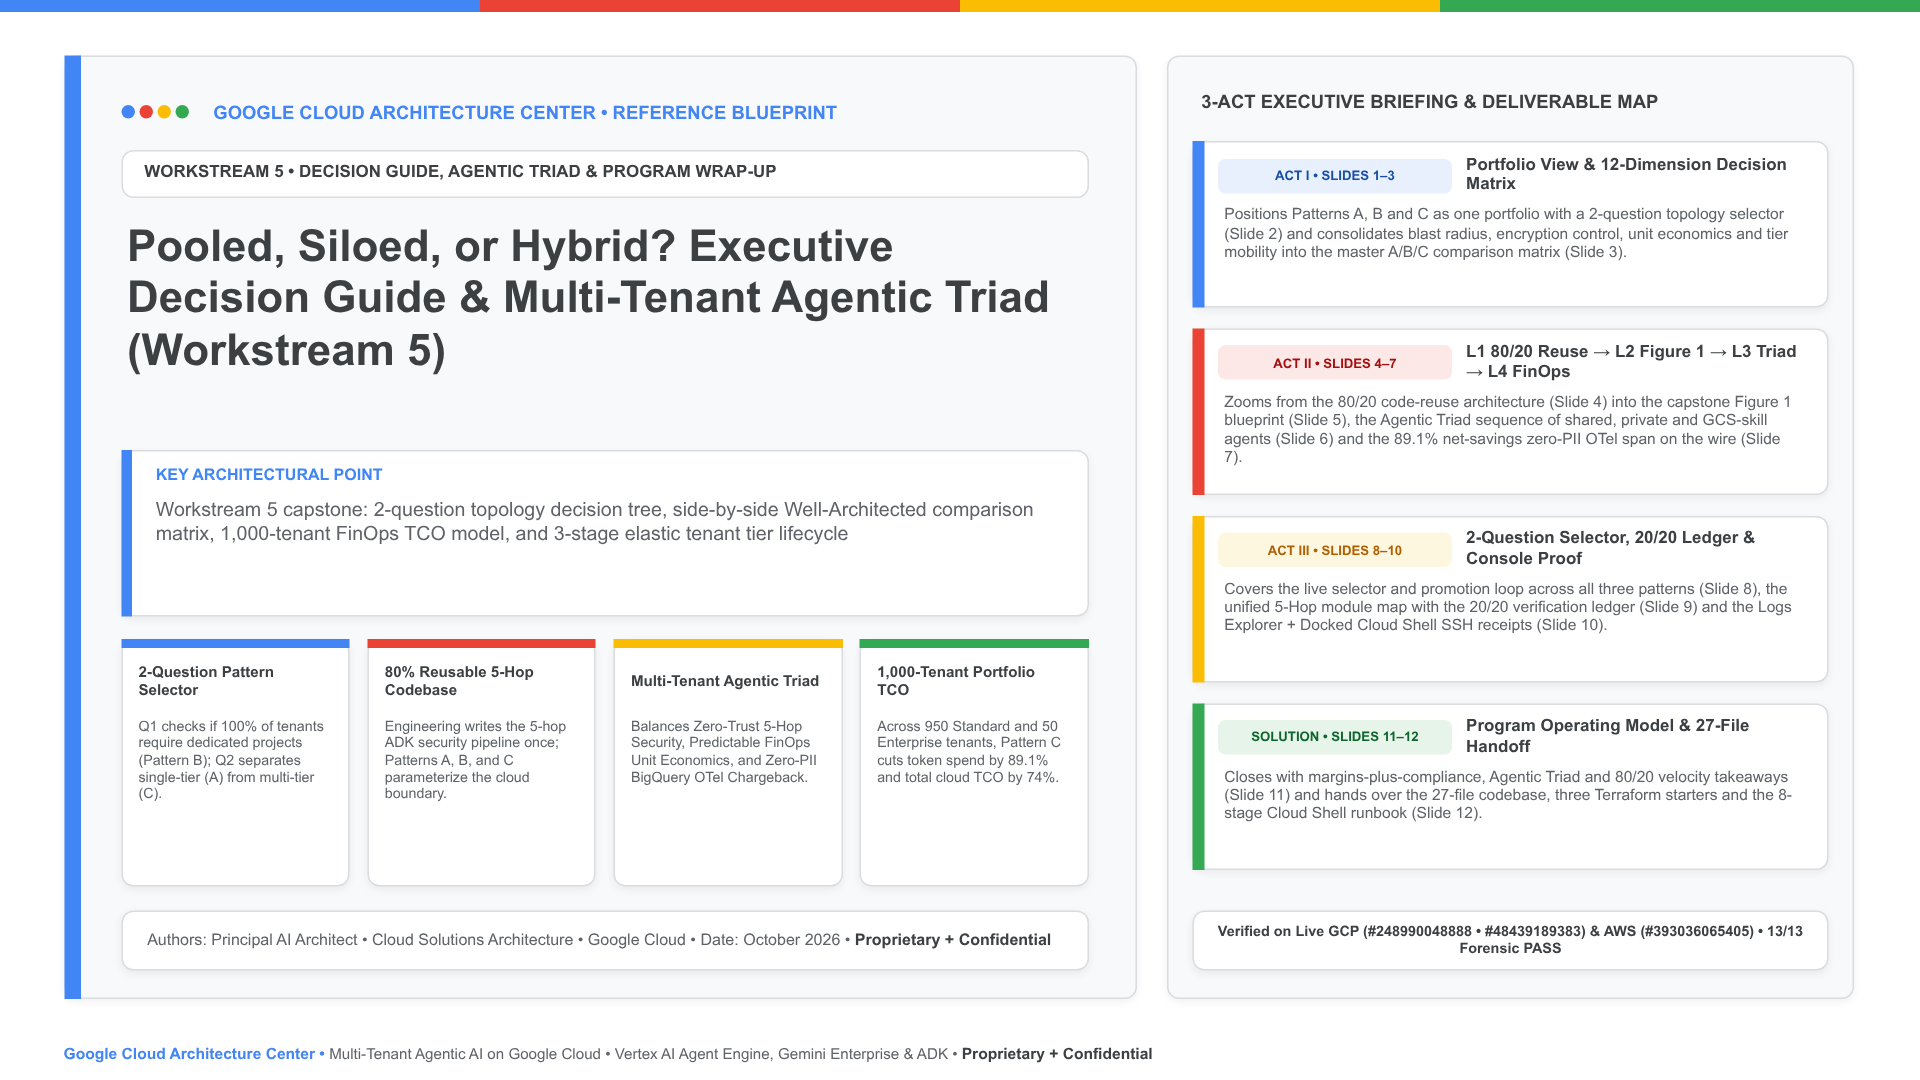 GOOGLE CLOUD ARCHITECTURE CENTER • REFERENCE BLUEPRINT
WORKSTREAM 5 • DECISION GUIDE, AGENTIC TRIAD & PROGRAM WRAP-UP
Pooled, Siloed, or Hybrid? Executive
Decision Guide & Multi-Tenant Agentic Triad
(Workstream 5)
KEY ARCHITECTURAL POINT
Workstream 5 capstone: 2-question topology decision tree, side-by-side Well-Architected comparison
matrix, 1,000-tenant FinOps TCO model, and 3-stage elastic tenant tier lifecycle
2-Question Pattern
Selector
Q1 checks if 100% of tenants
require dedicated projects
(Pattern B); Q2 separates
single-tier (A) from multi-tier
(C).
80% Reusable 5-Hop
Codebase
Engineering writes the 5-hop
ADK security pipeline once;
Patterns A, B, and C
parameterize the cloud
boundary.
Multi-Tenant Agentic Triad
Balances Zero-Trust 5-Hop
Security, Predictable FinOps
Unit Economics, and Zero-PII
BigQuery OTel Chargeback.
1,000-Tenant Portfolio
TCO
Across 950 Standard and 50
Enterprise tenants, Pattern C
cuts token spend by 89.1%
and total cloud TCO by 74%.
Authors: Principal AI Architect • Cloud Solutions Architecture • Google Cloud • Date: October 2026 • Proprietary + Confidential
3-ACT EXECUTIVE BRIEFING & DELIVERABLE MAP
ACT I • SLIDES 1–3
Portfolio View & 12-Dimension Decision
Matrix
Positions Patterns A, B and C as one portfolio with a 2-question topology selector
(Slide 2) and consolidates blast radius, encryption control, unit economics and tier
mobility into the master A/B/C comparison matrix (Slide 3).
ACT II • SLIDES 4–7
L1 80/20 Reuse → L2 Figure 1 → L3 Triad
→ L4 FinOps
Zooms from the 80/20 code-reuse architecture (Slide 4) into the capstone Figure 1
blueprint (Slide 5), the Agentic Triad sequence of shared, private and GCS-skill
agents (Slide 6) and the 89.1% net-savings zero-PII OTel span on the wire (Slide
7).
ACT III • SLIDES 8–10
2-Question Selector, 20/20 Ledger &
Console Proof
Covers the live selector and promotion loop across all three patterns (Slide 8), the
unified 5-Hop module map with the 20/20 verification ledger (Slide 9) and the Logs
Explorer + Docked Cloud Shell SSH receipts (Slide 10).
SOLUTION • SLIDES 11–12
Program Operating Model & 27-File
Handoff
Closes with margins-plus-compliance, Agentic Triad and 80/20 velocity takeaways
(Slide 11) and hands over the 27-file codebase, three Terraform starters and the 8-
stage Cloud Shell runbook (Slide 12).
Verified on Live GCP (#248990048888 • #48439189383) & AWS (#393036065405) • 13/13
Forensic PASS
Google Cloud Architecture Center • Multi-Tenant Agentic AI on Google Cloud • Vertex AI Agent Engine, Gemini Enterprise & ADK • Proprietary + Confidential